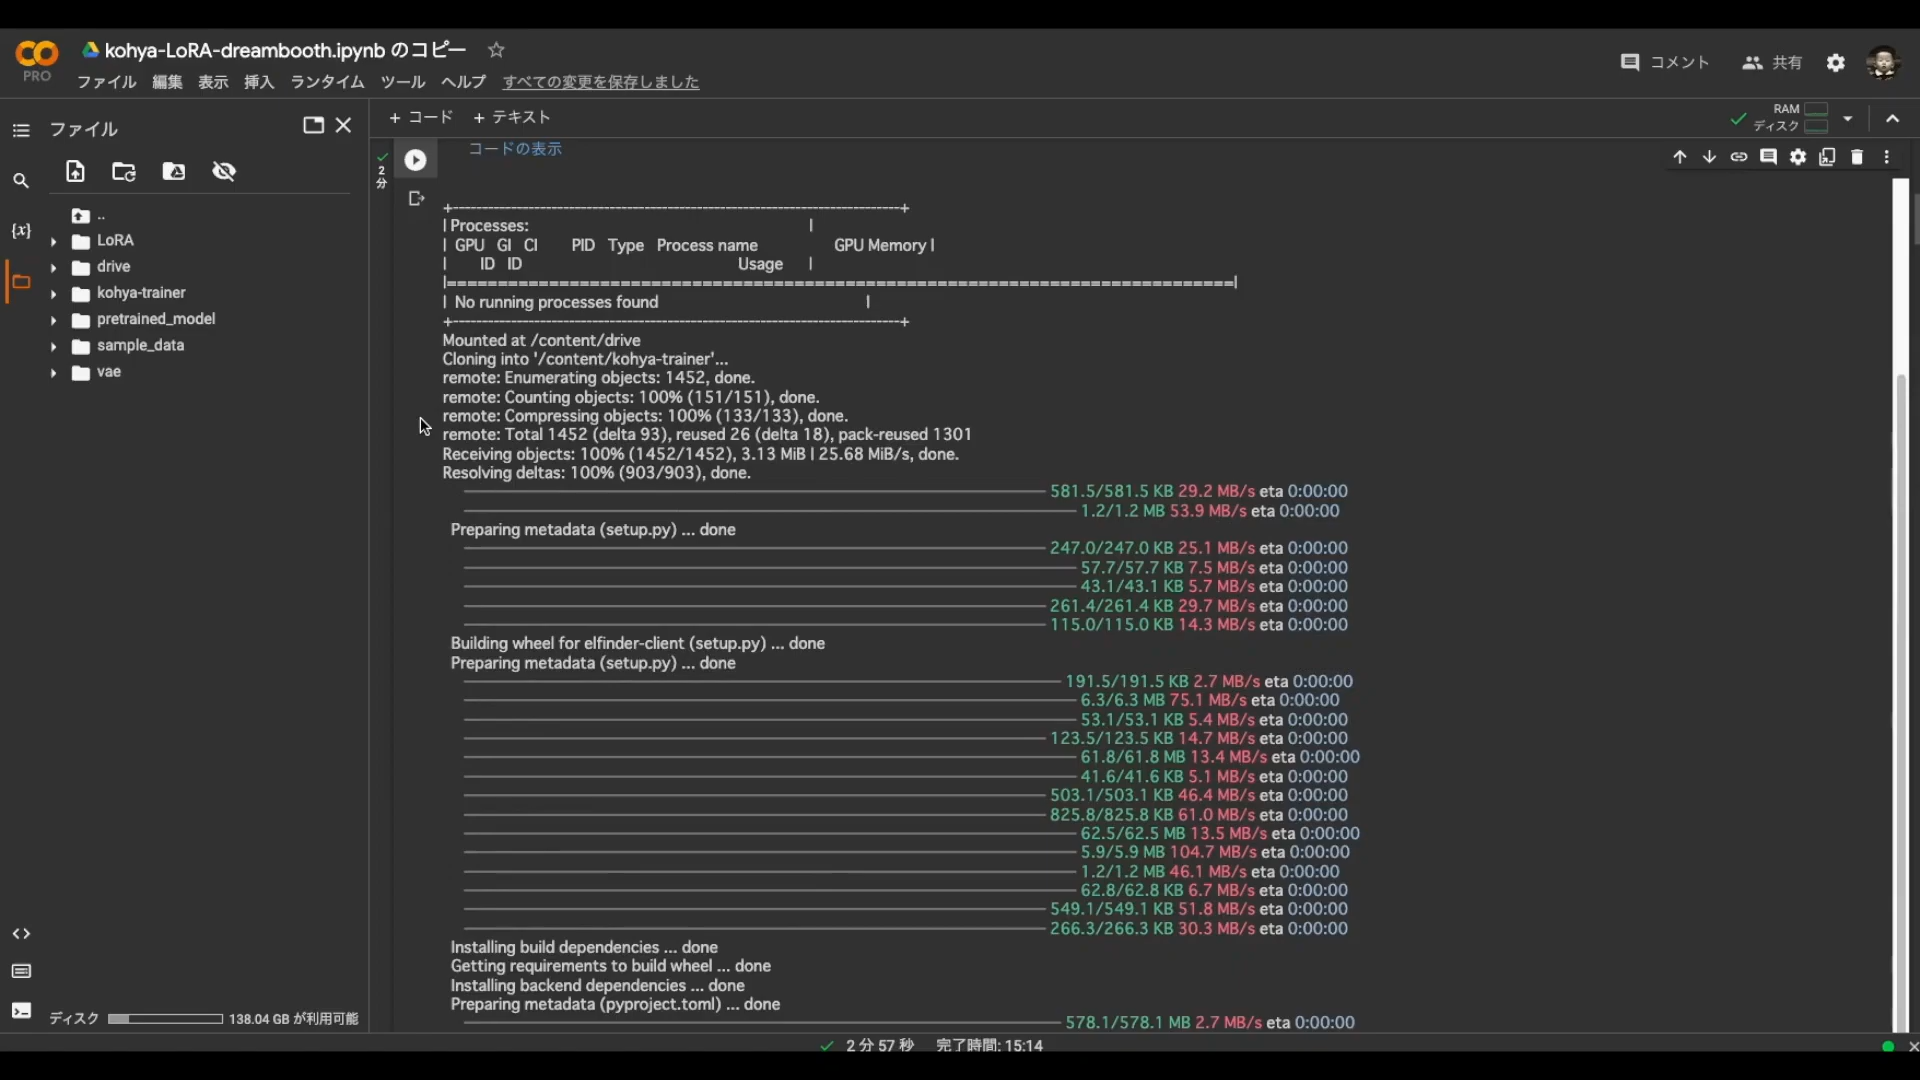 kohya-LoRA-dreambooth.ipynb のコピー
PRO
ファイル 編集 表示 挿入 ランタイム ツール ヘルプ すべての変更を保存しました
コメント 共有
ファイル
..
LoRA
drive
kohya-trainer
pretrained_model
sample_data
vae
{x}
ディスク 138.04 GB が利用可能
+ コード + テキスト
RAM
ディスク
2
分
コードの表示
+-----------------------------------------------------------------------------+
| Processes: |
| GPU GI CI PID Type Process name GPU Memory |
| ID ID Usage |
|=============================================================================|
| No running processes found |
+-----------------------------------------------------------------------------+
Mounted at /content/drive
Cloning into '/content/kohya-trainer'...
remote: Enumerating objects: 1452, done.
remote: Counting objects: 100% (151/151), done.
remote: Compressing objects: 100% (133/133), done.
remote: Total 1452 (delta 93), reused 26 (delta 18), pack-reused 1301
Receiving objects: 100% (1452/1452), 3.13 MiB | 25.68 MiB/s, done.
Resolving deltas: 100% (903/903), done.
581.5/581.5 KB 29.2 MB/s eta 0:00:00
1.2/1.2 MB 53.9 MB/s eta 0:00:00
Preparing metadata (setup.py) ... done
247.0/247.0 KB 25.1 MB/s eta 0:00:00
57.7/57.7 KB 7.5 MB/s eta 0:00:00
43.1/43.1 KB 5.7 MB/s eta 0:00:00
261.4/261.4 KB 29.7 MB/s eta 0:00:00
115.0/115.0 KB 14.3 MB/s eta 0:00:00
Building wheel for elfinder-client (setup.py) ... done
Preparing metadata (setup.py) ... done
191.5/191.5 KB 2.7 MB/s eta 0:00:00
6.3/6.3 MB 75.1 MB/s eta 0:00:00
53.1/53.1 KB 5.4 MB/s eta 0:00:00
123.5/123.5 KB 14.7 MB/s eta 0:00:00
61.8/61.8 MB 13.4 MB/s eta 0:00:00
41.6/41.6 KB 5.1 MB/s eta 0:00:00
503.1/503.1 KB 46.4 MB/s eta 0:00:00
825.8/825.8 KB 61.0 MB/s eta 0:00:00
62.5/62.5 MB 13.5 MB/s eta 0:00:00
5.9/5.9 MB 104.7 MB/s eta 0:00:00
1.2/1.2 MB 46.1 MB/s eta 0:00:00
62.8/62.8 KB 6.7 MB/s eta 0:00:00
549.1/549.1 KB 51.8 MB/s eta 0:00:00
266.3/266.3 KB 30.3 MB/s eta 0:00:00
Installing build dependencies ... done
Getting requirements to build wheel ... done
Installing backend dependencies ... done
Preparing metadata (pyproject.toml) ... done
578.1/578.1 MB 2.7 MB/s eta 0:00:00
2 分 57 秒 完了時間: 15:14